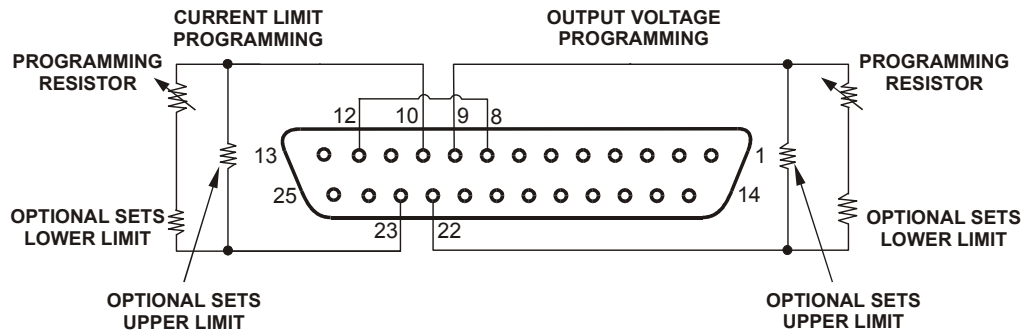 CURRENT LIMIT
PROGRAMMING
OUTPUT VOLTAGE
PROGRAMMING
PROGRAMMING
RESISTOR
PROGRAMMING
RESISTOR
12
10
9
8
13
1
25
14
23
22
OPTIONAL SETS
LOWER LIMIT
OPTIONAL SETS
LOWER LIMIT
OPTIONAL SETS
UPPER LIMIT
OPTIONAL SETS
UPPER LIMIT